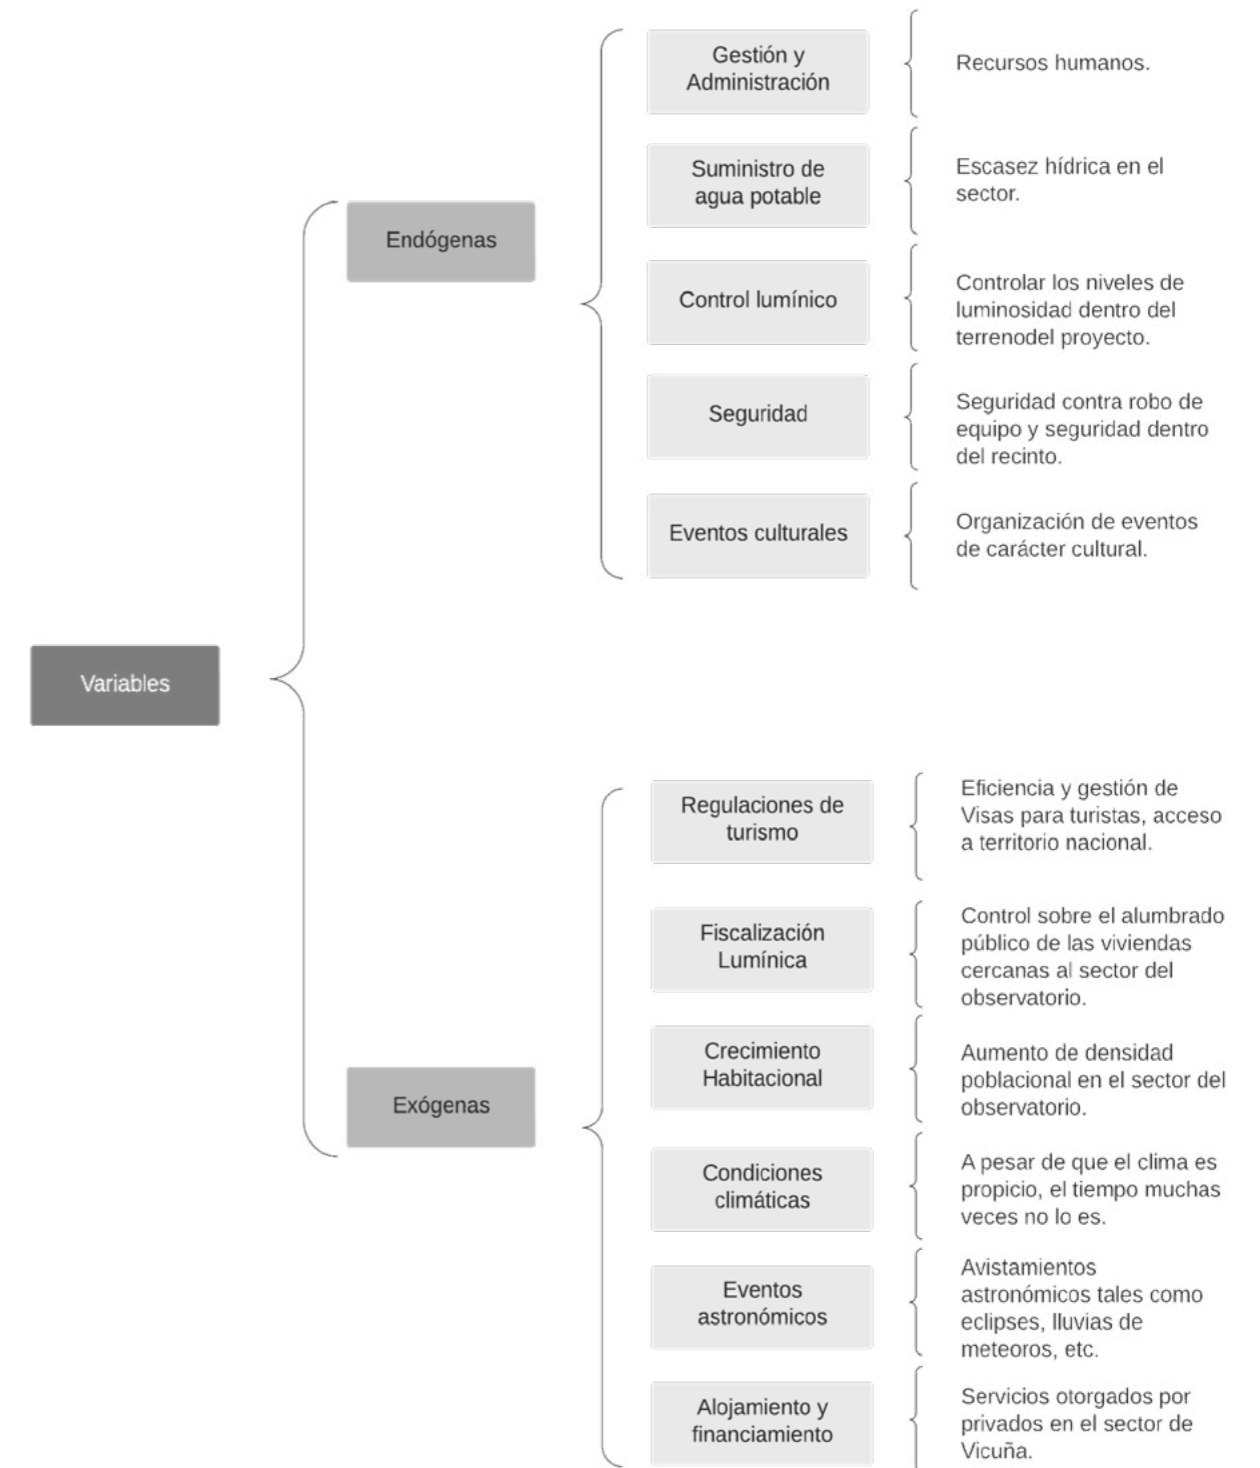 Variables
Endógenas
Gestión y
Administración
Recursos humanos.
Suministro de
agua potable
Escasez hídrica en el
sector.
Control lumínico
Controlar los niveles de
luminosidad dentro del
terrenodel proyecto.
Seguridad
Seguridad contra robo de
equipo y seguridad dentro
del recinto.
Eventos culturales
Organización de eventos
de carácter cultural.
Exógenas
Regulaciones de
turismo
Eficiencia y gestión de
Visas para turistas, acceso
a territorio nacional.
Fiscalización
Lumínica
Control sobre el alumbrado
público de las viviendas
cercanas al sector del
observatorio.
Crecimiento
Habitacional
Aumento de densidad
poblacional en el sector del
observatorio.
Condiciones
climáticas
A pesar de que el clima es
propicio, el tiempo muchas
veces no lo es.
Eventos
astronómicos
Avistamientos
astronómicos tales como
eclipses, lluvias de
meteoros, etc.
Alojamiento y
financiamiento
Servicios otorgados por
privados en el sector de
Vicuña.